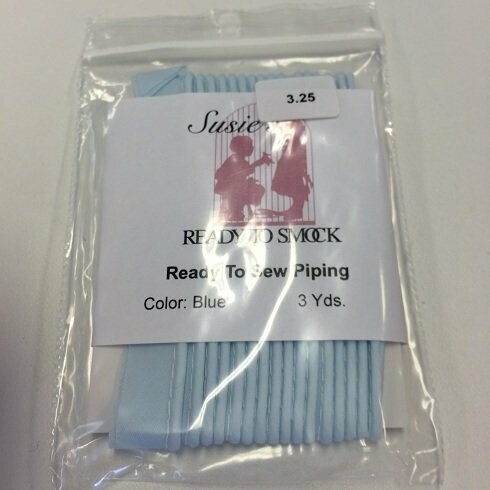 3.25
Susie
READY TO SMOCK
Ready To Sew Piping
Color: Blue
3 Yds.